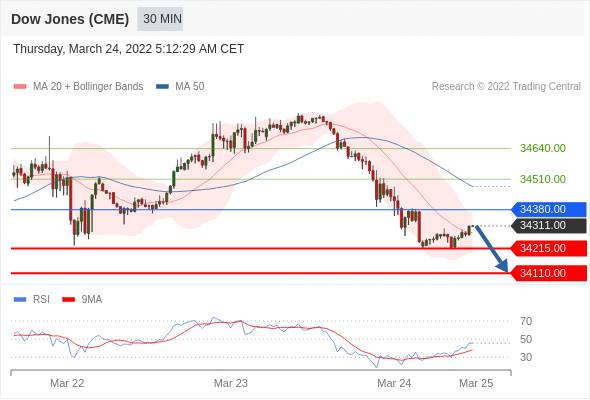 Dow Jones (CME) 30 MIN
Thursday, March 24, 2022 5:12:29 AM CET
MA 20 + Bollinger Bands MA 50 Research © 2022 Trading Central
34640.00
34510.00
34380.00
34311.00
34215.00
34110.00
RSI 9MA
70
50
30
Mar 22 Mar 23 Mar 24 Mar 25